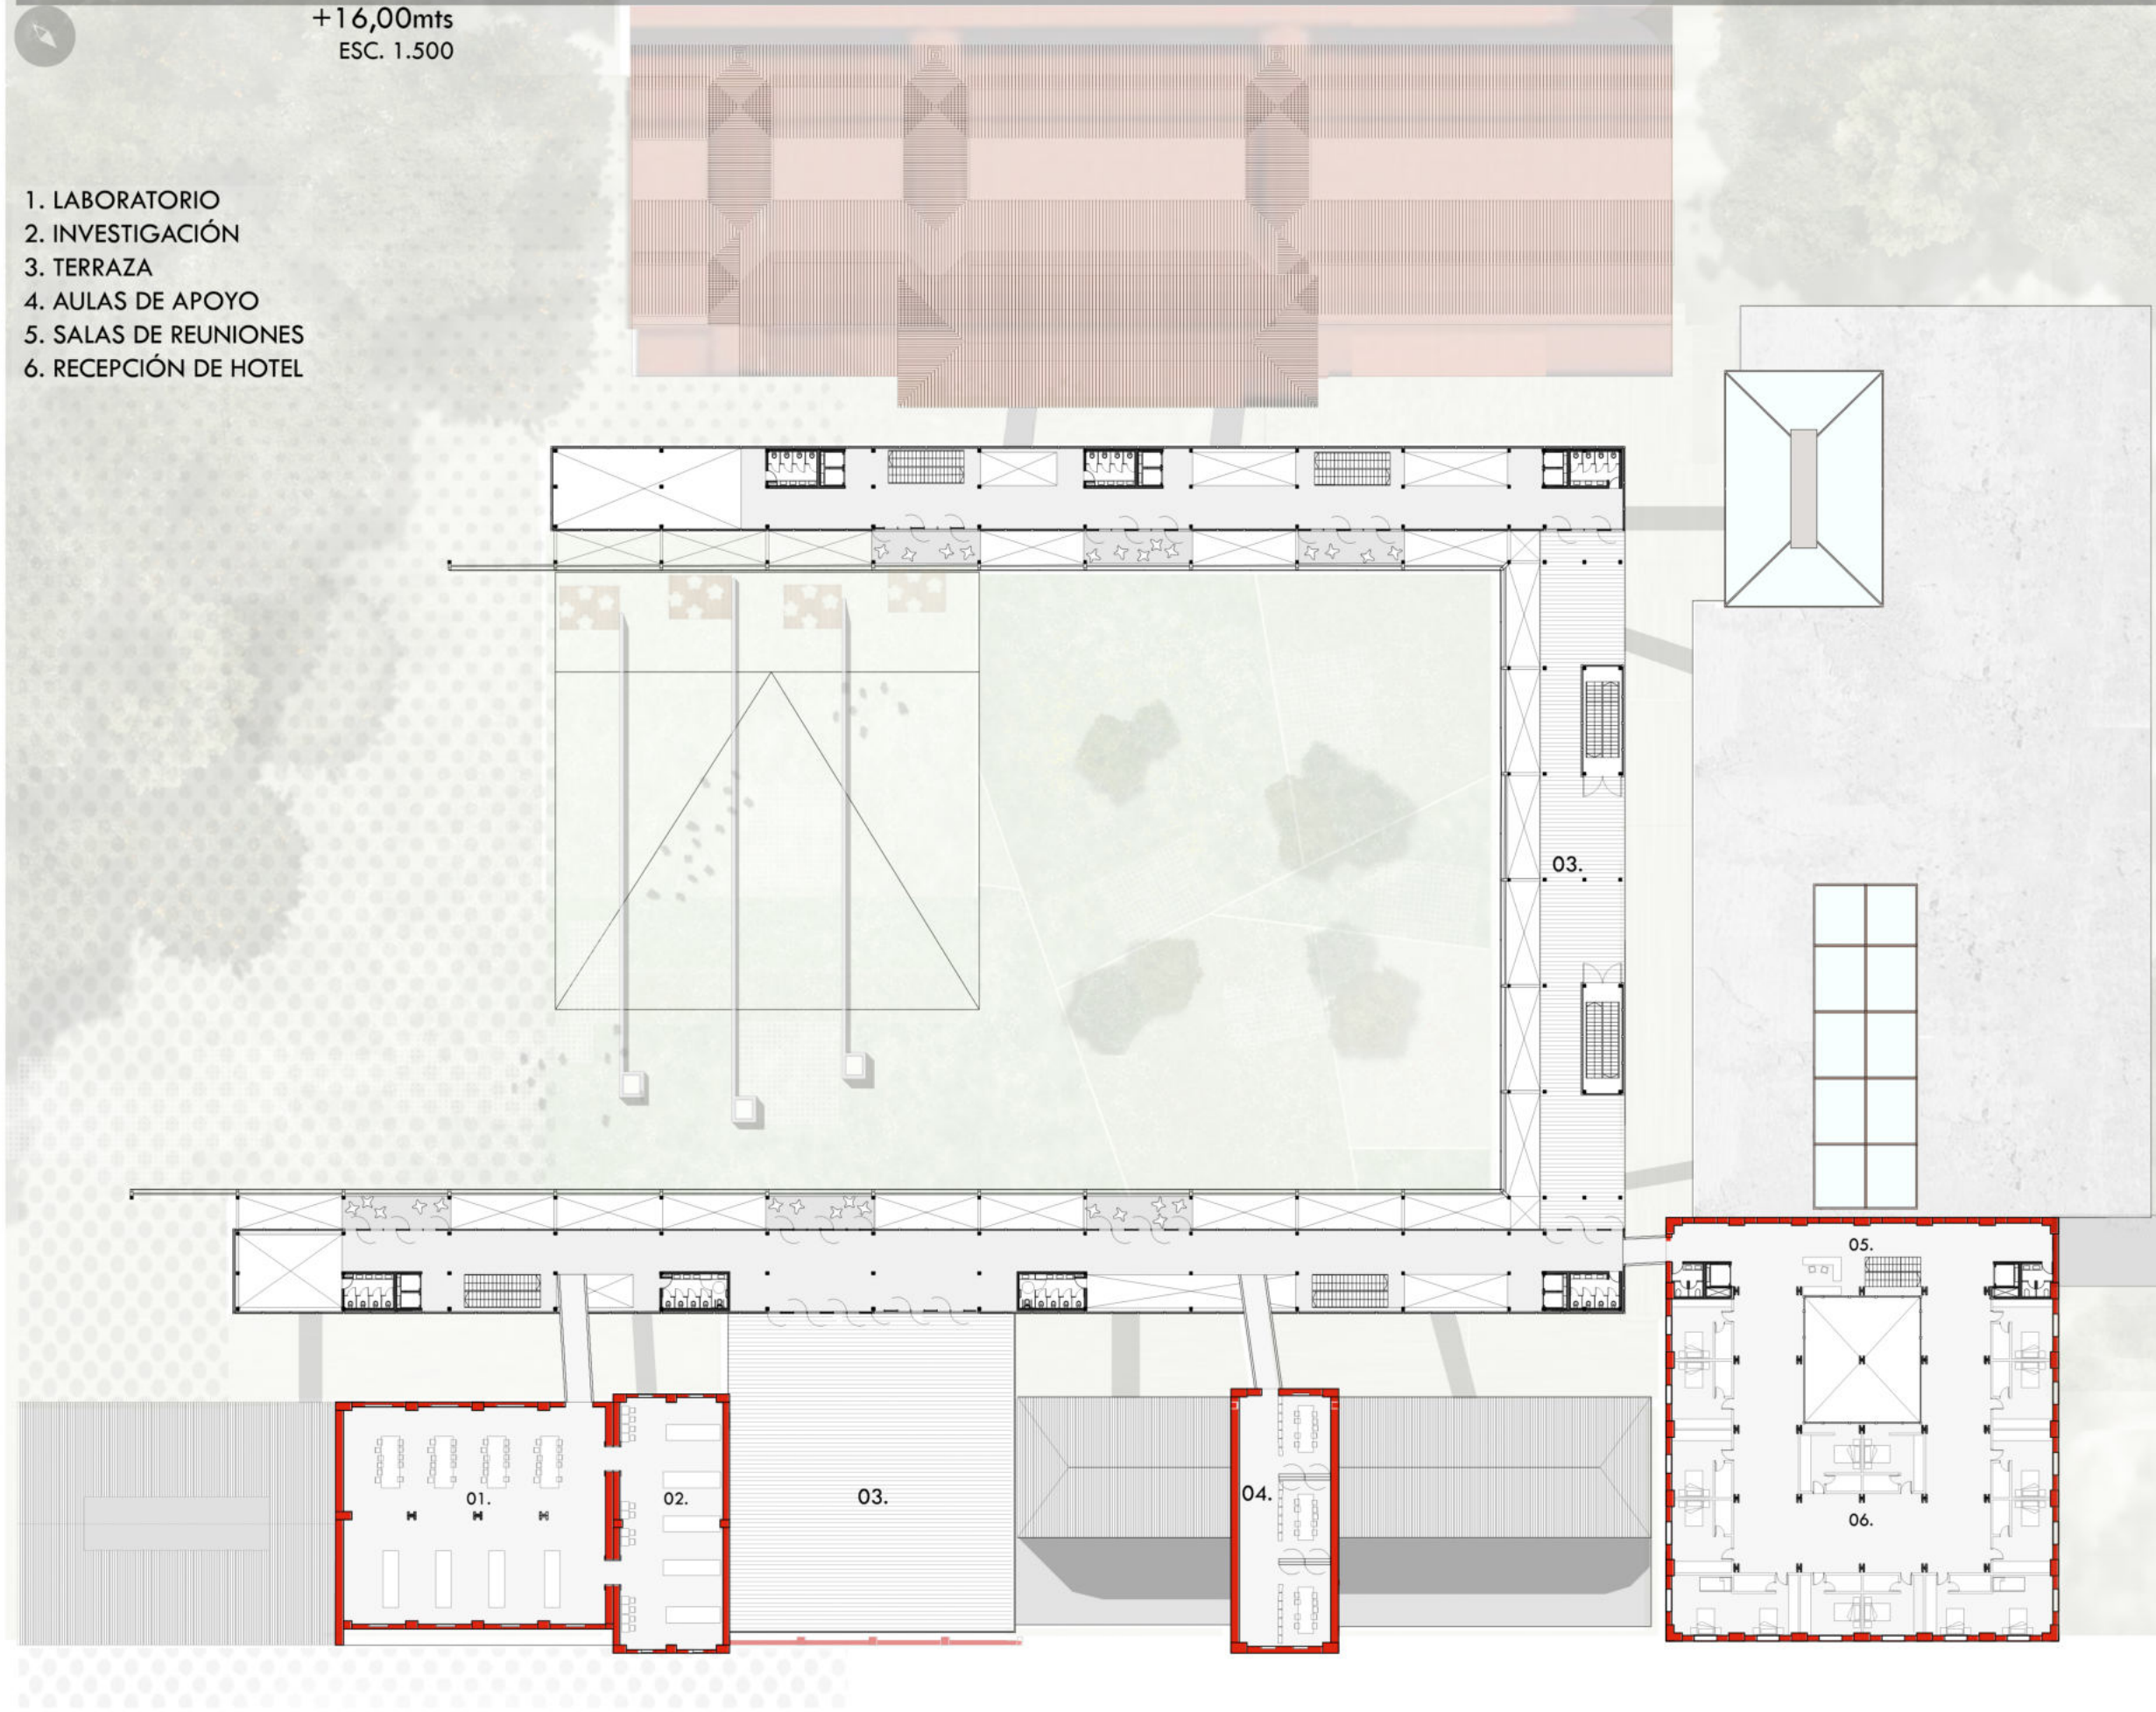 +16,00mts
ESC. 1.500
1. LABORATORIO
2. INVESTIGACIÓN
3. TERRAZA
4. AULAS DE APOYO
5. SALAS DE REUNIONES
6. RECEPCIÓN DE HOTEL
03.
05.
01.
02.
03.
04.
06.